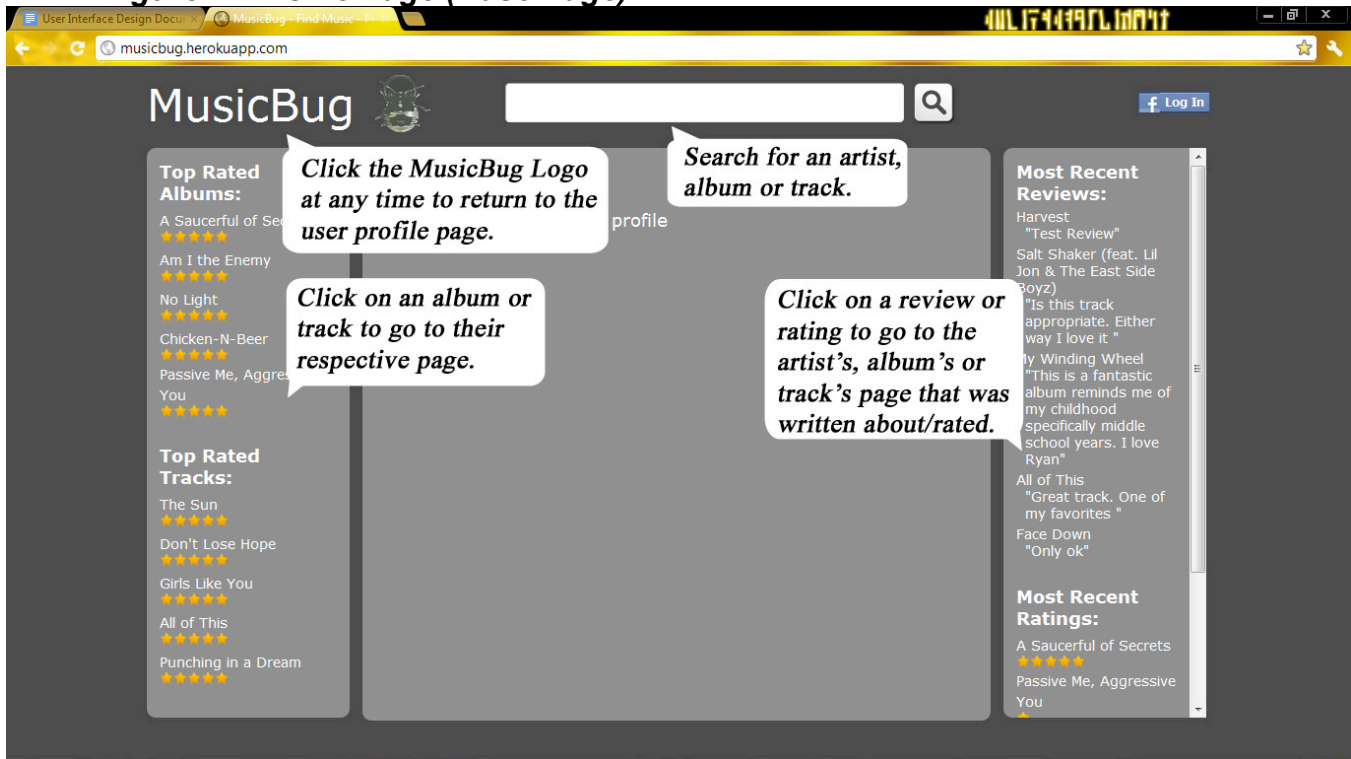 User Interface Design Docur
MusicBug - Find Music
musicbug.herokuapp.com
MusicBug
f Log In
Click the MusicBug Logo
at any time to return to the
user profile page.
Search for an artist,
album or track.
profile
Top Rated
Albums:
A Saucerful of Sec
Am I the Enemy
No Light
Chicken-N-Beer
Passive Me, Aggres
You
Click on an album or
track to go to their
respective page.
Top Rated
Tracks:
The Sun
Don't Lose Hope
Girls Like You
All of This
Punching in a Dream
Click on a review or
rating to go to the
artist's, album's or
track's page that was
written about/rated.
Most Recent
Reviews:
Harvest
"Test Review"
Salt Shaker (feat. Lil
Jon & The East Side
Boyz)
"Is this track
appropriate. Either
way I love it "
My Winding Wheel
"This is a fantastic
album reminds me of
my childhood
specifically middle
school years. I love
Ryan"
All of This
"Great track. One of
my favorites "
Face Down
"Only ok"
Most Recent
Ratings:
A Saucerful of Secrets
Passive Me, Aggressive
You